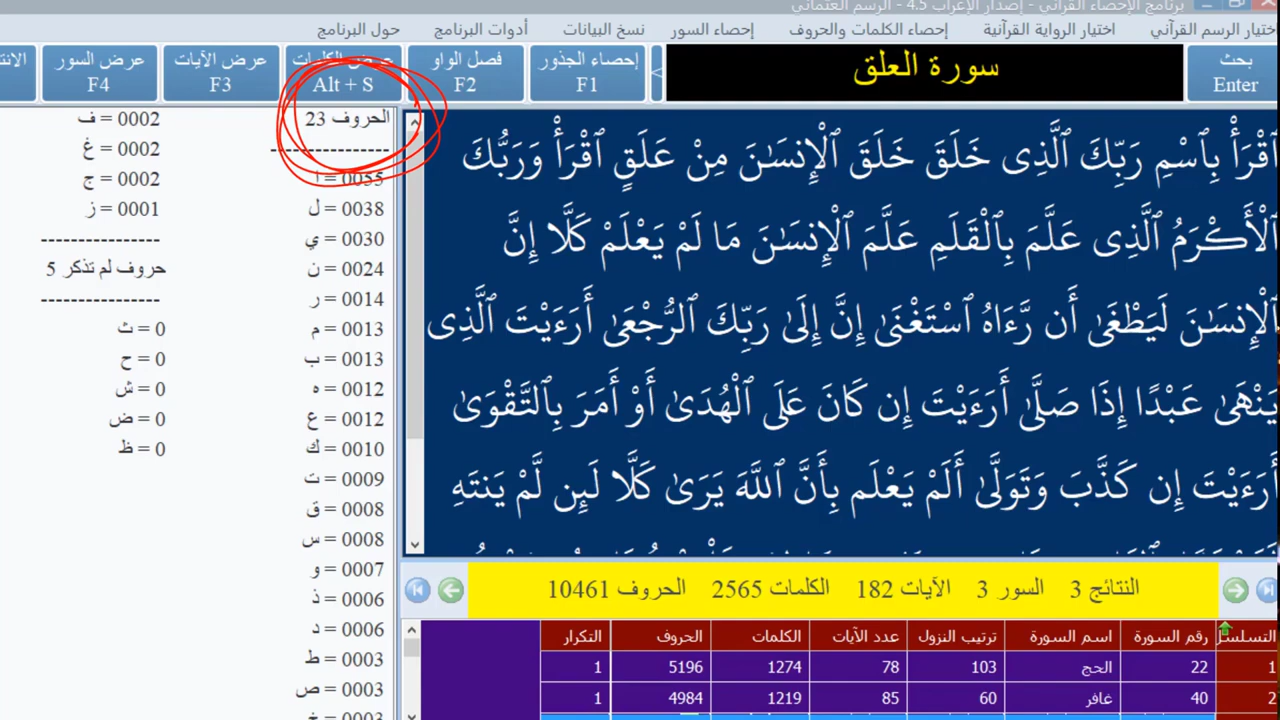 برنامج الإحصاء القرآني - إصدار الإعراب 4.5 - الرسم العثماني
اختيار الرسم القرآني اختيار الرواية القرآنية إحصاء الكلمات والحروف إحصاء السور نسخ البيانات أدوات البرنامج حول البرنامج
بحث
Enter
سورة العلق
<
إحصاء الجذور
F1
فصل الواو
F2
عرض الكلمات
Alt + S
عرض الآيات
F3
عرض السور
F4
ٱقْرَأْ بِٱسْمِ رَبِّكَ ٱلَّذِى خَلَقَ خَلَقَ ٱلْإِنسَـٰنَ مِنْ عَلَقٍ ٱقْرَأْ وَرَبُّكَ
ٱلْأَكْرَمُ ٱلَّذِى عَلَّمَ بِٱلْقَلَمِ عَلَّمَ ٱلْإِنسَـٰنَ مَا لَمْ يَعْلَمْ كَلَّا إِنَّ
ٱلْإِنسَـٰنَ لَيَطْغَىٰٓ أَن رَّءَاهُ ٱسْتَغْنَىٰٓ إِنَّ إِلَىٰ رَبِّكَ ٱلرُّجْعَىٰٓ أَرَءَيْتَ ٱلَّذِى
يَنْهَىٰ عَبْدًا إِذَا صَلَّىٰٓ أَرَءَيْتَ إِن كَانَ عَلَى ٱلْهُدَىٰٓ أَوْ أَمَرَ بِٱلتَّقْوَىٰٓ
أَرَءَيْتَ إِن كَذَّبَ وَتَوَلَّىٰٓ أَلَمْ يَعْلَم بِأَنَّ ٱللَّهَ يَرَىٰ كَلَّا لَئِن لَّمْ يَنتَهِ
النتائج 3 السور 3 الآيات 182 الكلمات 2565 الحروف 10461
التسلسل رقم السورة اسم السورة ترتيب النزول عدد الآيات الكلمات الحروف التكرار
1 22 الحج 103 78 1274 5196 1
2 40 غافر 60 85 1219 4984 1
الحروف 23
----------------
0055 = ا
0038 = ل
0030 = ي
0024 = ن
0014 = ر
0013 = م
0013 = ب
0012 = ه
0012 = ع
0010 = ك
0009 = ت
0008 = ق
0008 = س
0007 = و
0006 = ذ
0006 = د
0003 = ط
0003 = ص
0003 = خ
0002 = ف
0002 = غ
0002 = ج
0001 = ز
----------------
حروف لم تذكر 5
----------------
0 = ث
0 = ح
0 = ش
0 = ض
0 = ظ